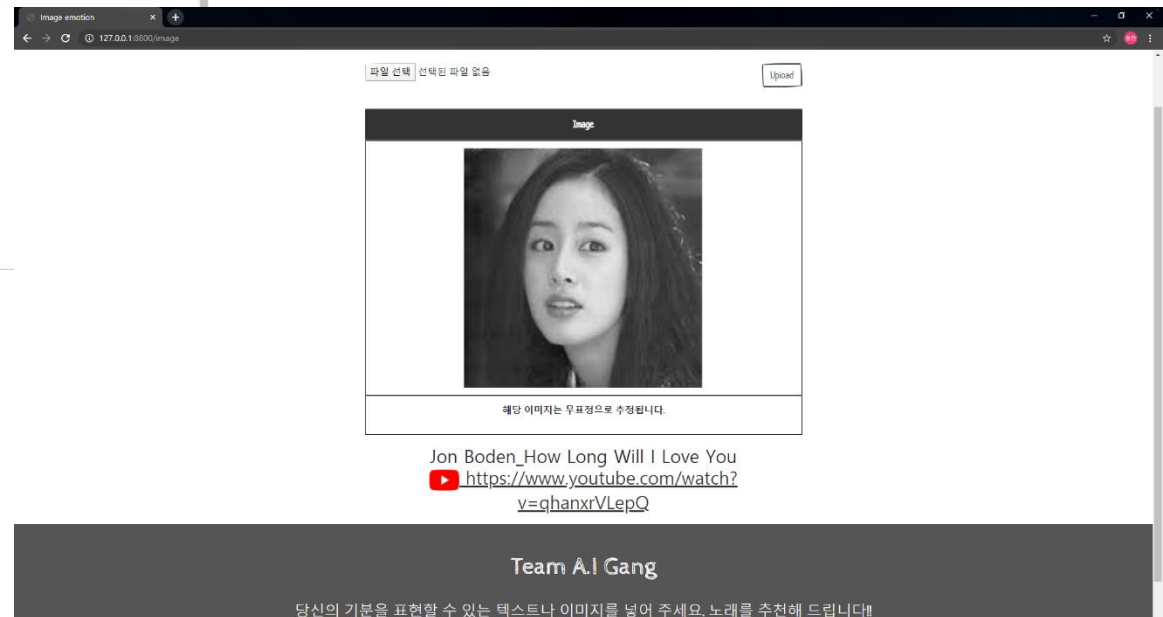 Image emotion
127.0.0.1:8800/image
파일 선택 선택된 파일 없음
Upload
Image
해당 이미지는 무표정으로 추정됩니다.
Jon Boden_How Long Will I Love You
https://www.youtube.com/watch?
v=qhanxrVLepQ
Team A.I Gang
당신의 기분을 표현할 수 있는 텍스트나 이미지를 넣어 주세요. 노래를 추천해 드립니다!!